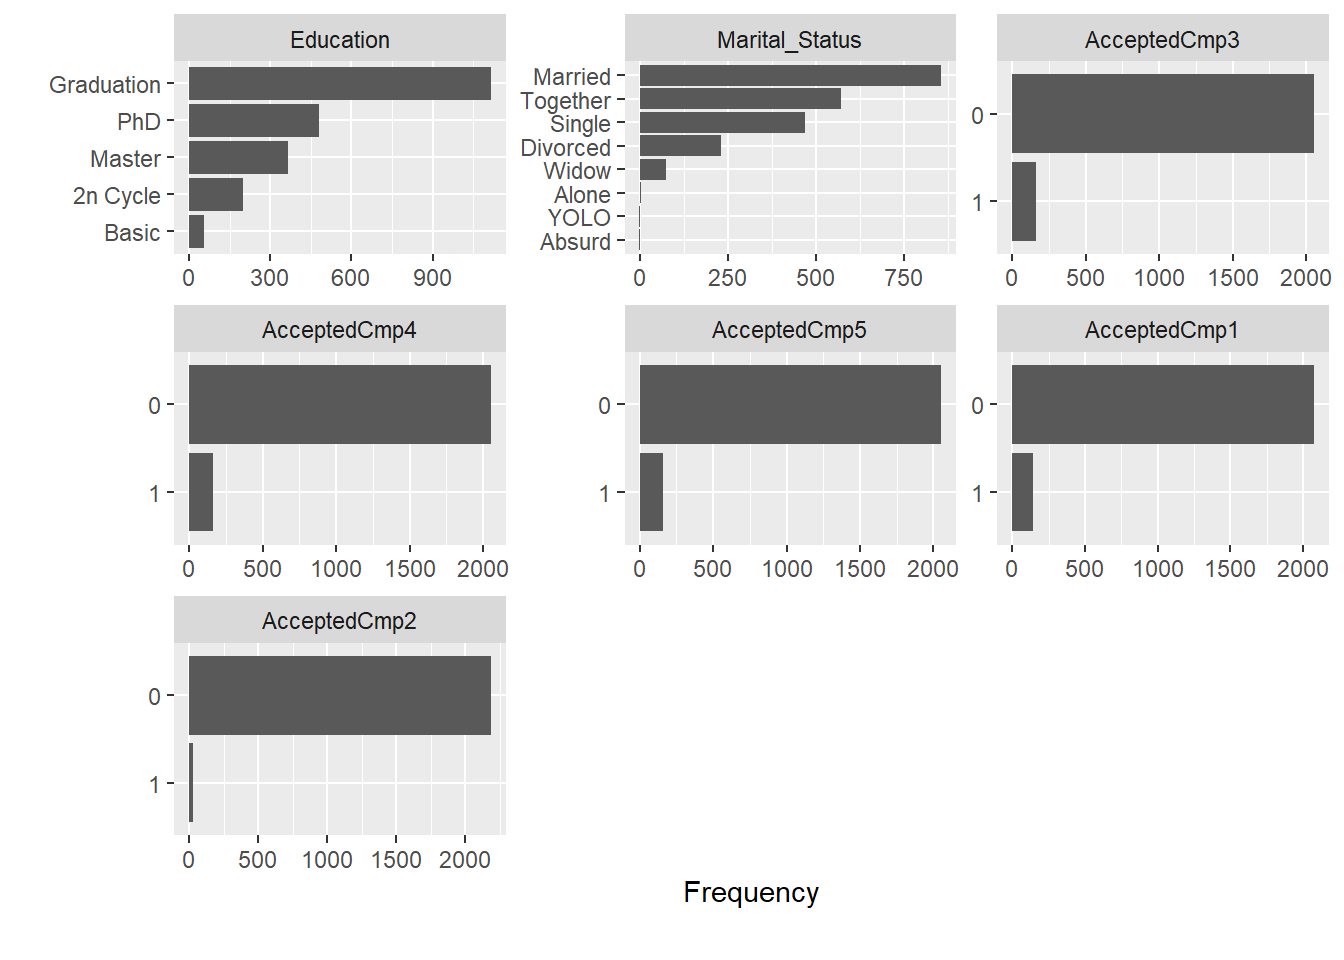 Education
Graduation
PhD
Master
2n Cycle
Basic
0 300 600 900
Marital_Status
Married
Together
Single
Divorced
Widow
Alone
YOLO
Absurd
0 250 500 750
AcceptedCmp3
0
1
0 500 1000 1500 2000
AcceptedCmp4
0
1
0 500 1000 1500 2000
AcceptedCmp5
0
1
0 500 1000 1500 2000
AcceptedCmp1
0
1
0 500 1000 1500 2000
AcceptedCmp2
0
1
0 500 1000 1500 2000
Frequency